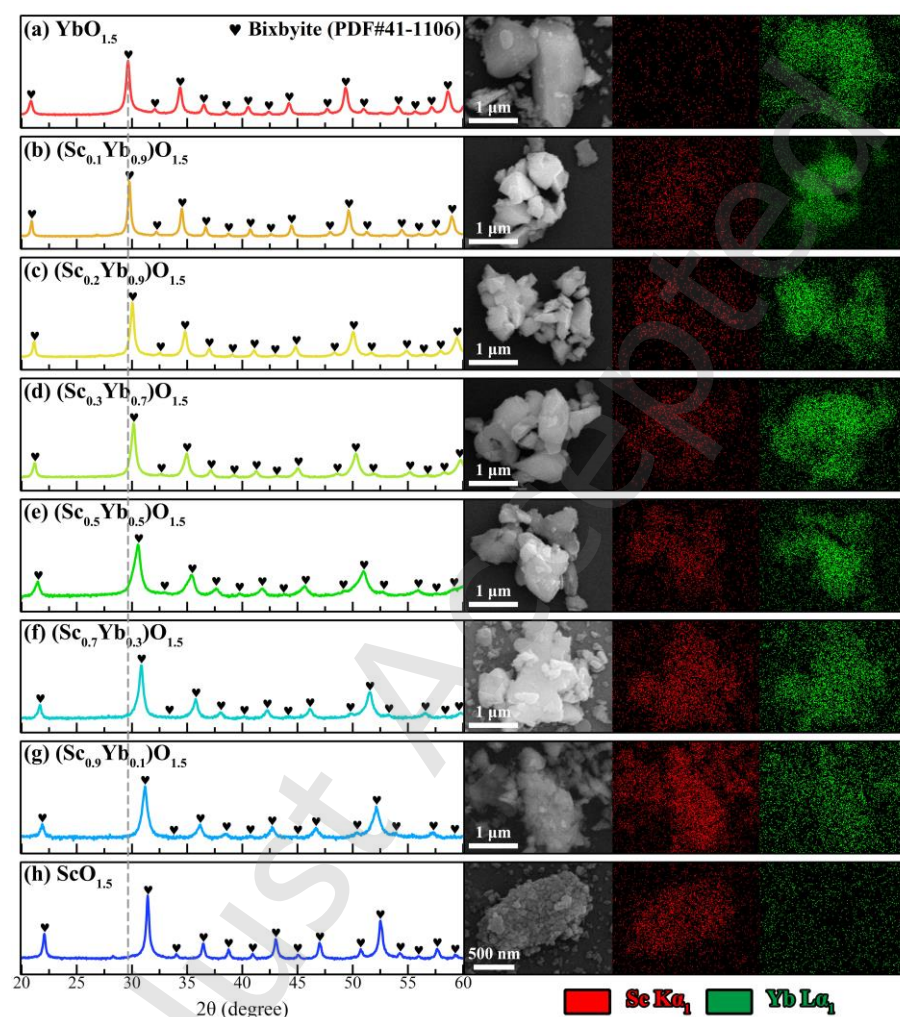 (a) YbO1.5
♥ Bixbyite (PDF#41-1106)
1 μm
(b) (Sc0.1Yb0.9)O1.5
1 μm
(c) (Sc0.2Yb0.9)O1.5
1 μm
(d) (Sc0.3Yb0.7)O1.5
1 μm
(e) (Sc0.5Yb0.5)O1.5
1 μm
(f) (Sc0.7Yb0.3)O1.5
1 μm
(g) (Sc0.9Yb0.1)O1.5
1 μm
(h) ScO1.5
500 nm
20 25 30 35 40 45 50 55 60
2θ (degree)
Sc Kα1 Yb Lα1
Just Accepted